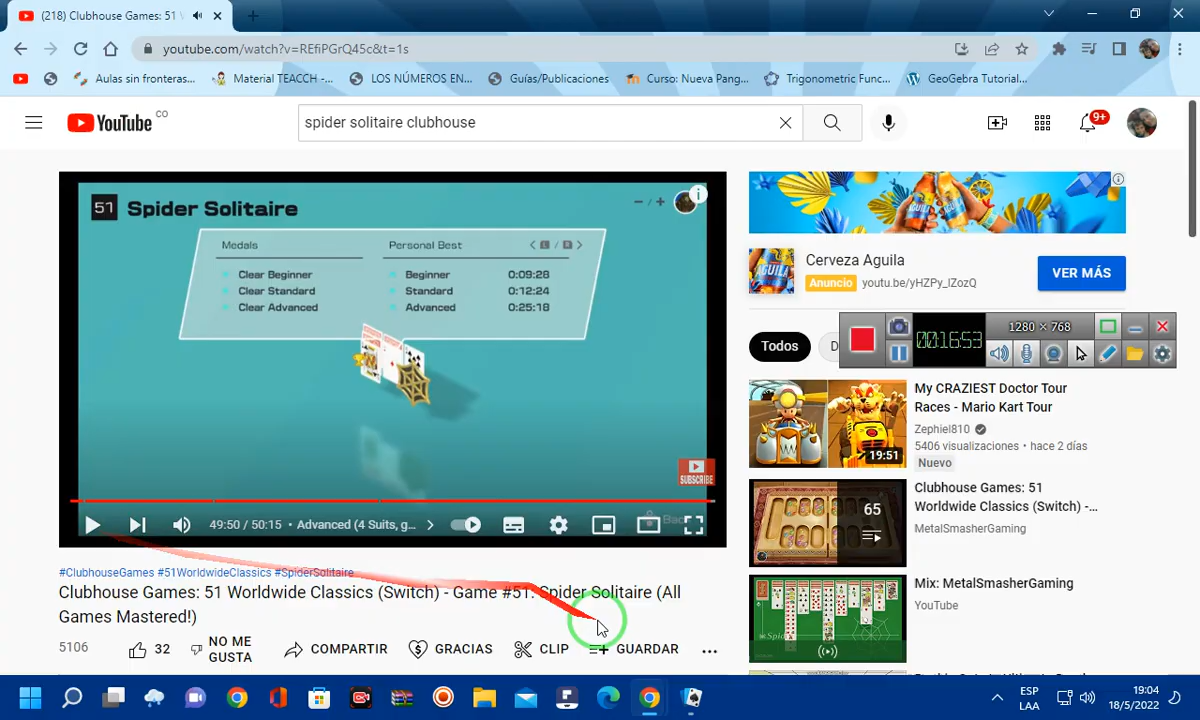 (218) Clubhouse Games: 51
youtube.com/watch?v=REfiPGrQ45c&t=1s
Aulas sin fronteras...
Material TEACCH -...
LOS NÚMEROS EN...
Guías/Publicaciones
Curso: Nueva Pang...
Trigonometric Func...
GeoGebra Tutorial...
YouTube CO
spider solitaire clubhouse
9+
51 Spider Solitaire
- / +
Medals
Personal Best
Clear Beginner
Beginner 0:09:28
Clear Standard
Standard 0:12:24
Clear Advanced
Advanced 0:25:18
SUBSCRIBE
49:50 / 50:15 • Advanced (4 Suits, g...
#ClubhouseGames #51WorldwideClassics #SpiderSolitaire
Clubhouse Games: 51 Worldwide Classics (Switch) - Game #51: Spider Solitaire (All
Games Mastered!)
5106
32
NO ME
GUSTA
COMPARTIR
GRACIAS
CLIP
GUARDAR
AGUILA
Cerveza Aguila
Anuncio youtu.be/yHZPy_IZozQ
VER MÁS
Todos
00:16:53
1280 × 768
My CRAZIEST Doctor Tour
Races - Mario Kart Tour
Zephiel810
5406 visualizaciones • hace 2 días
Nuevo
19:51
Clubhouse Games: 51
Worldwide Classics (Switch) -...
MetalSmasherGaming
65
Mix: MetalSmasherGaming
YouTube
ESP
LAA
19:04
18/5/2022